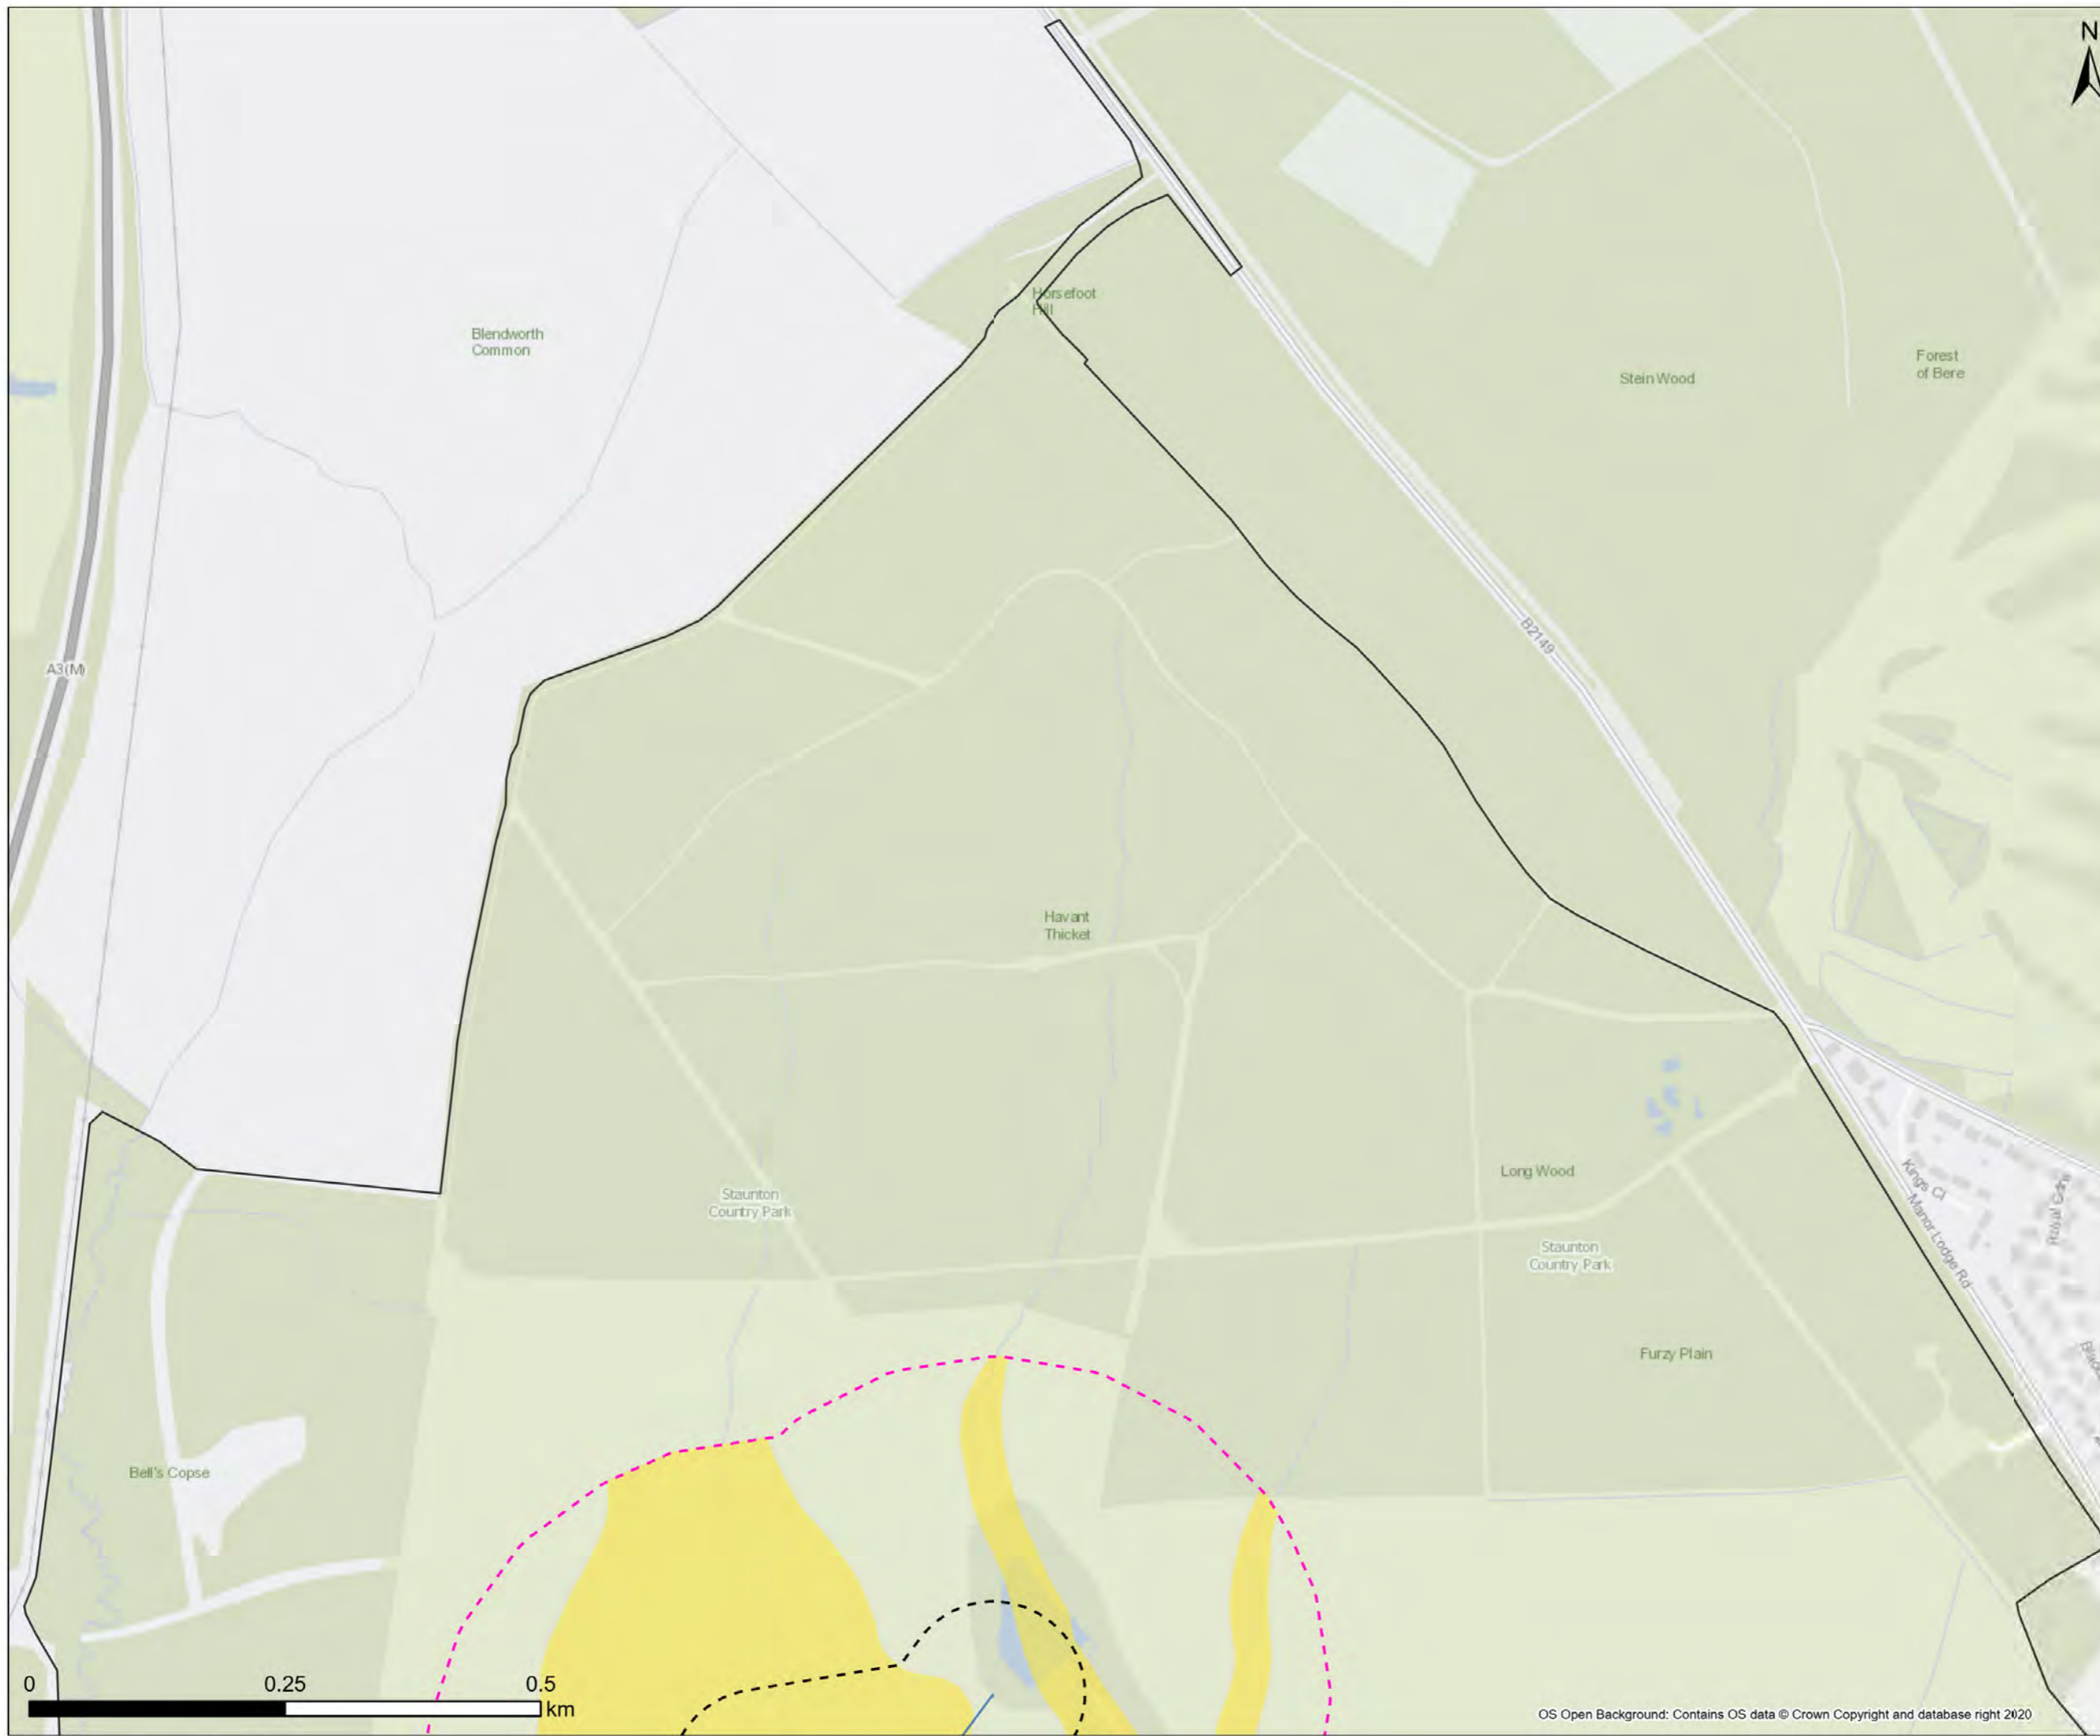 N
Horsefoot
Hill
Blendworth
Common
Forest
of Bere
Stein Wood
B2149
A3(M)
Havant
Thicket
Long Wood
Kings Cl
Royal Gdns
Staunton
Country Park
Manor Lodge Rd
Staunton
Country Park
Furzy Plain
Bell's Copse
0 0.25 0.5
km
OS Open Background: Contains OS data © Crown Copyright and database right 2020